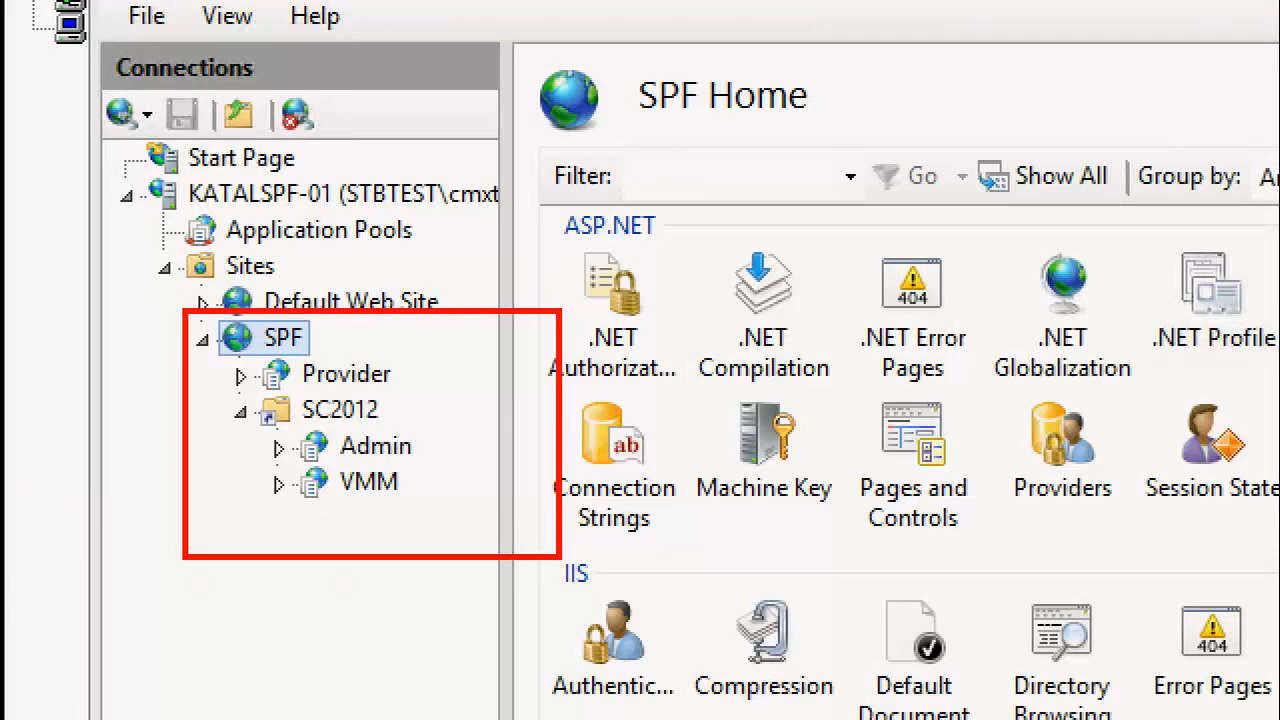 File View Help
Connections
Start Page
KATALSPF-01 (STBTEST\cmxt
Application Pools
Sites
Default Web Site
SPF
Provider
SC2012
Admin
VMM
SPF Home
Filter: Go Show All Group by:
ASP.NET
.NET Authorizat...
.NET Compilation
.NET Error Pages
.NET Globalization
.NET Profile
Connection Strings
Machine Key
Pages and Controls
Providers
Session State
IIS
Authentic...
Compression
Default Document
Directory Browsing
Error Pages
404
404
ab